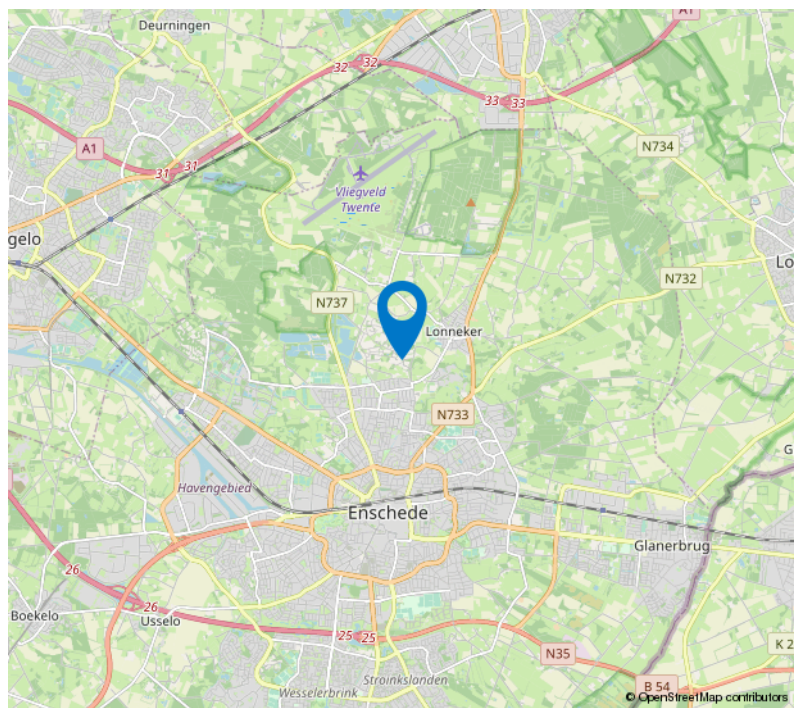 A1
Deurningen
32
32
33
33
A1
31
31
N734
Vliegveld
Twente
gelo
Lo
N737
N732
Lonneker
N733
G
Havengebied
Enschede
Glanerbrug
26
26
Boekelo
Usselo
25
25
N35
K 2
Stroinkslanden
Wesselerbrink
B 54
© OpenStreetMap contributors